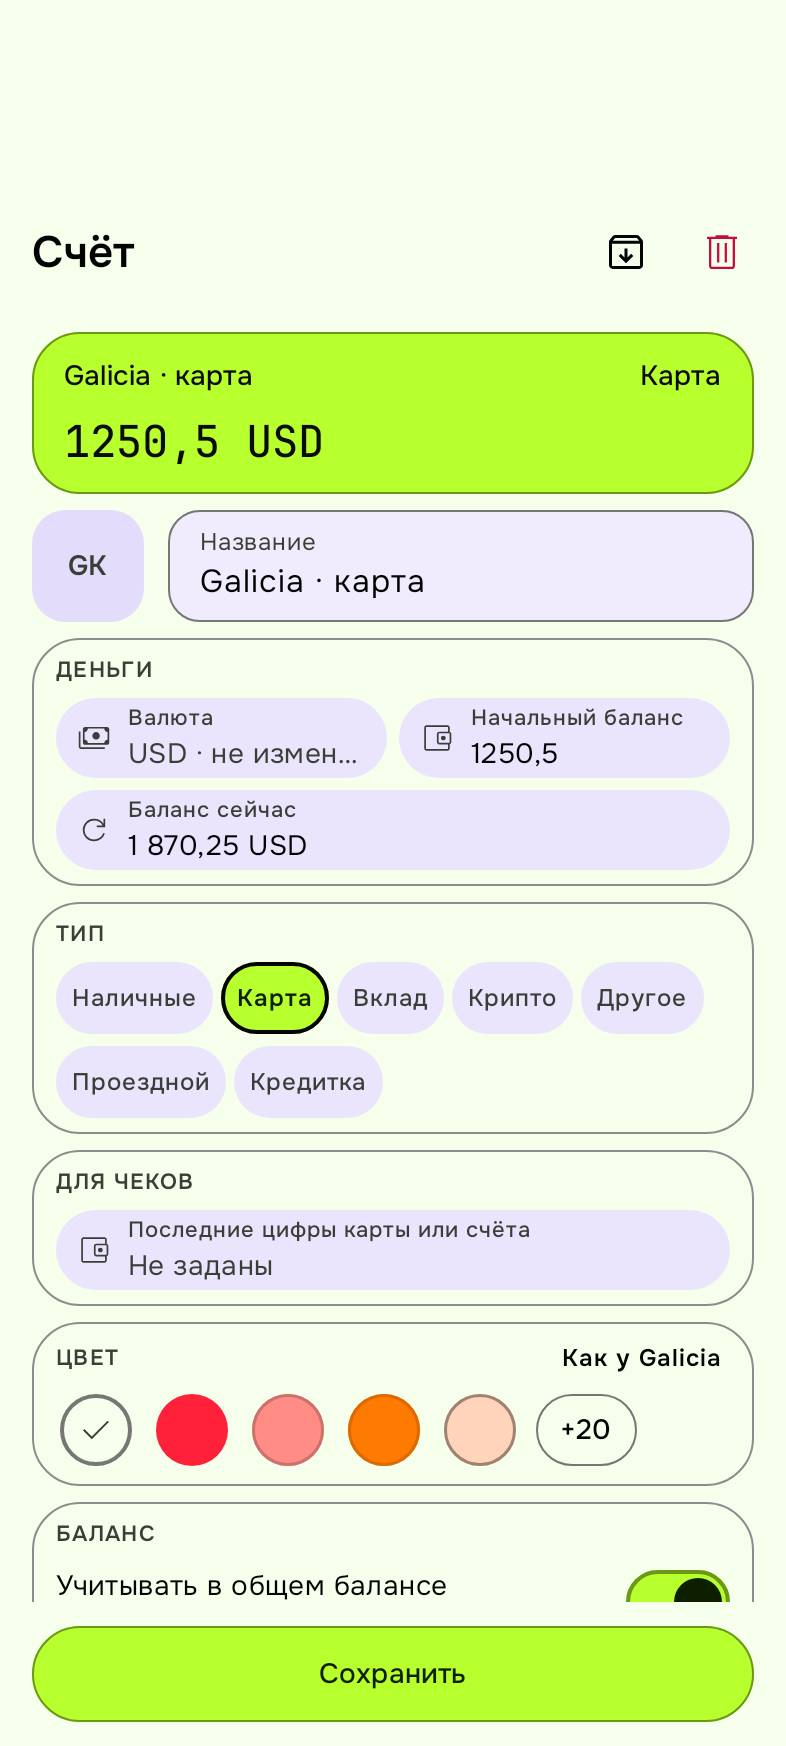 Счёт
Galicia · карта
Карта
1250,5 USD
GK
Название
Galicia · карта
ДЕНЬГИ
Валюта
USD · не измен...
Начальный баланс
1250,5
Баланс сейчас
1 870,25 USD
ТИП
Наличные
Карта
Вклад
Крипто
Другое
Проездной
Кредитка
ДЛЯ ЧЕКОВ
Последние цифры карты или счёта
Не заданы
ЦВЕТ
Как у Galicia
+20
БАЛАНС
Учитывать в общем балансе
Сохранить